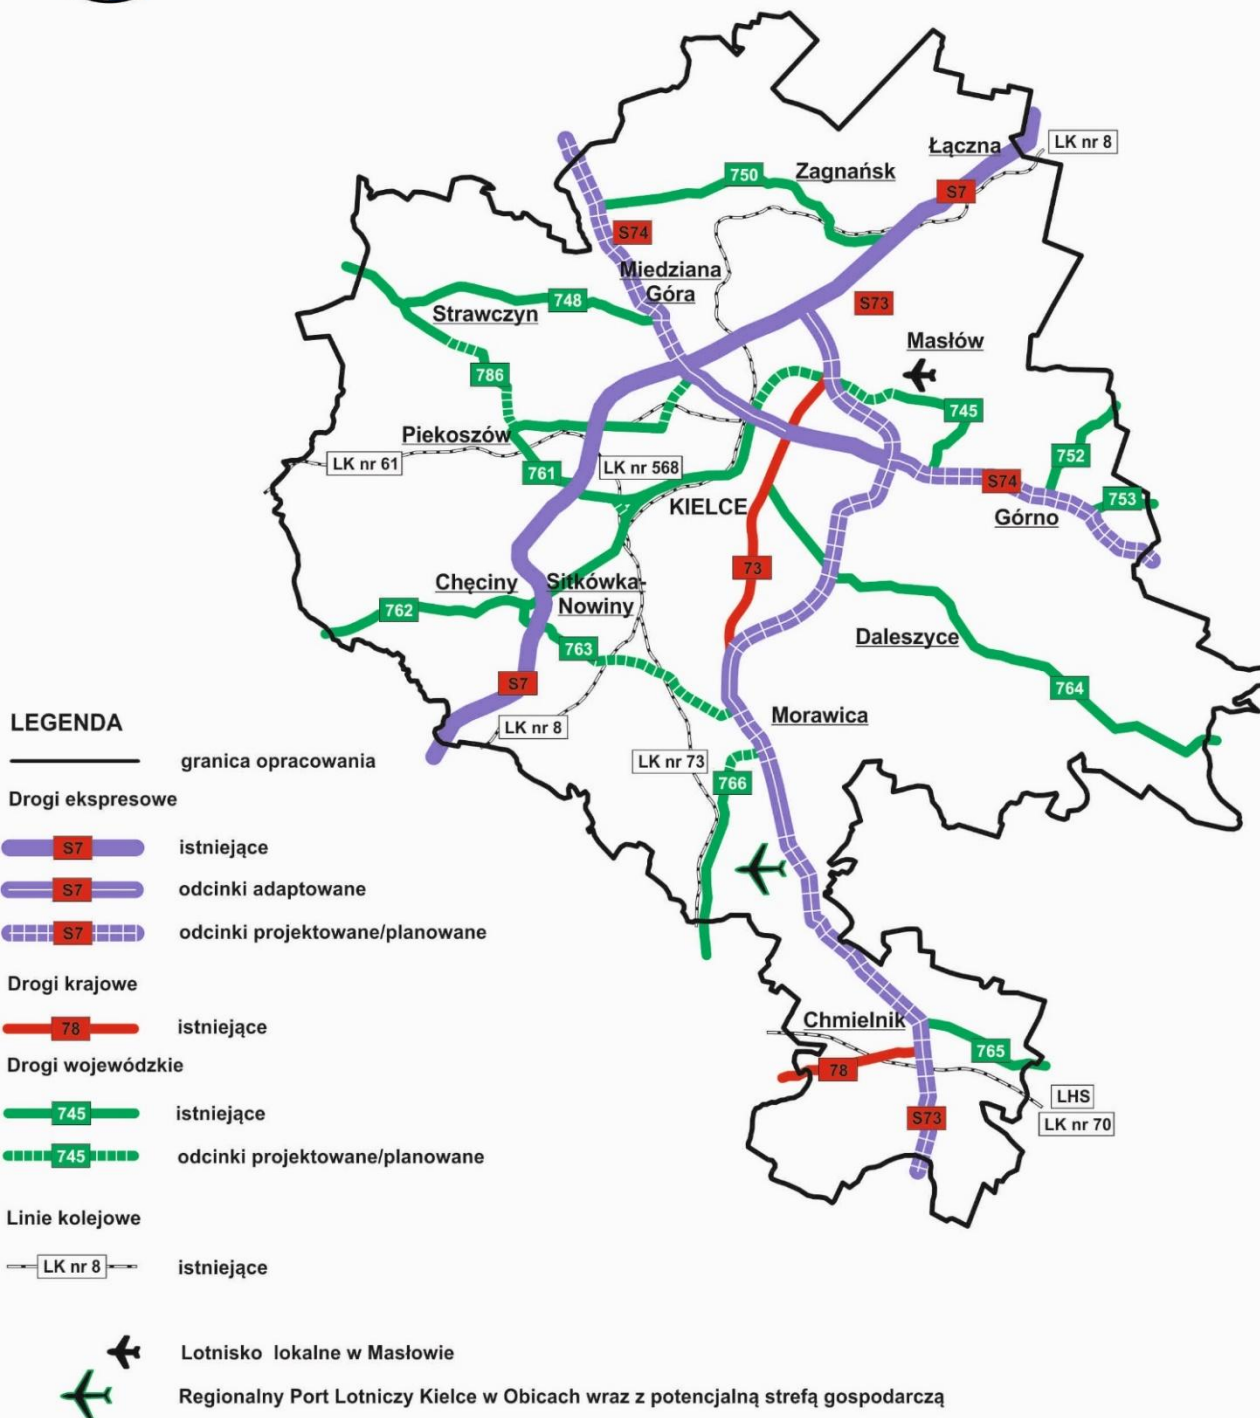 Łączna
LK nr 8
750
Zagnańsk
S7
S74
Miedziana
Góra
748
S73
Strawczyn
Masłów
786
745
Piekoszów
752
LK nr 61
761
LK nr 568
S74
753
KIELCE
Górno
73
Chęciny
Sitkówka-
Nowiny
762
763
Daleszyce
S7
764
LK nr 8
Morawica
LK nr 73
766
Chmielnik
765
78
LHS
S73
LK nr 70
LEGENDA
granica opracowania
Drogi ekspresowe
S7
istniejące
S7
odcinki adaptowane
S7
odcinki projektowane/planowane
Drogi krajowe
78
istniejące
Drogi wojewódzkie
745
istniejące
745
odcinki projektowane/planowane
Linie kolejowe
LK nr 8
istniejące
Lotnisko lokalne w Masłowie
Regionalny Port Lotniczy Kielce w Obicach wraz z potencjalną strefą gospodarczą